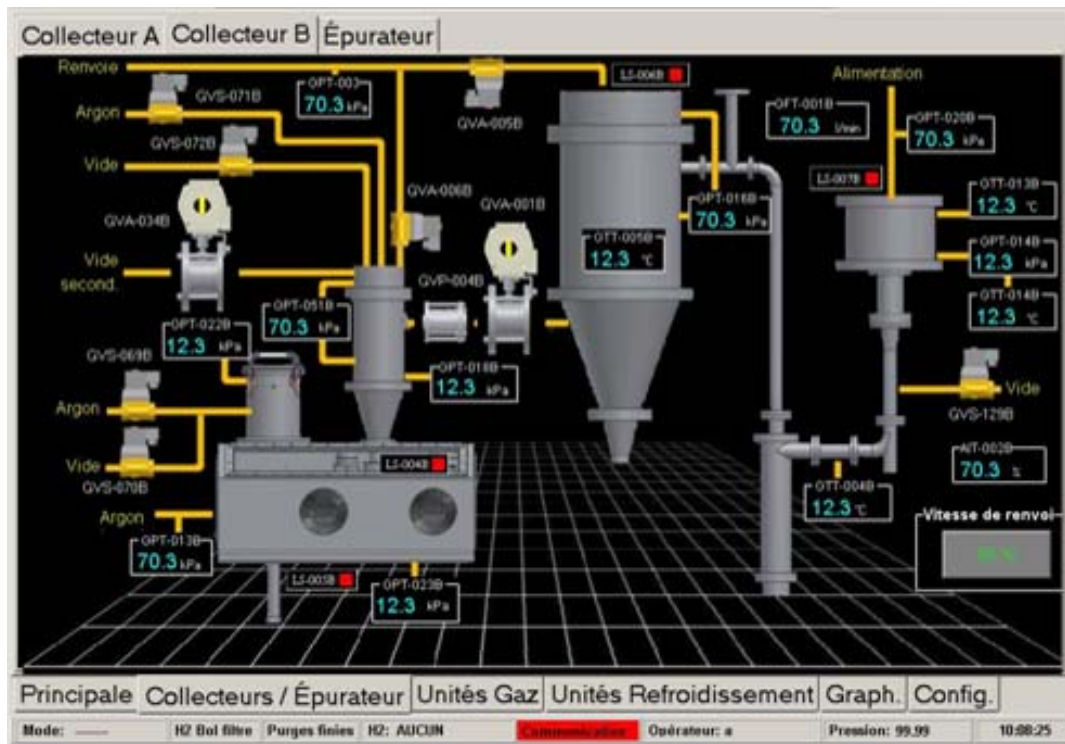 Collecteur A Collecteur B Épurateur
Renvoie
OPT-003
70.3 kPa
LS-006B
Alimentation
GVS-071B
Argon
GVA-005B
OFT-001B
70.3 l/min
OPT-020B
70.3 kPa
GVS-072B
Vide
LS-007B
GVA-006B
GVA-001B
OTT-013B
12.3 °C
GVA-034B
OPT-016B
70.3 kPa
OTT-005B
12.3 °C
OPT-014B
12.3 kPa
Vide
second.
GVP-004B
OTT-014B
12.3 °C
OPT-051B
70.3 kPa
OPT-022B
12.3 kPa
GVS-069B
OPT-018B
12.3 kPa
Argon
Vide
GVS-129B
Vide
GVS-070B
LS-004B
AIT-002B
70.3
OTT-004B
12.3 °C
Argon
OPT-013B
70.3 kPa
Vitesse de renvoi
LS-005B
OPT-023B
12.3 kPa
Principale Collecteurs / Épurateur Unités Gaz Unités Refroidissement Graph. Config.
Mode: H2 Bol filtre Purges finies H2: AUCUN Communication Opérateur: a Pression: 99.99 10:08:25